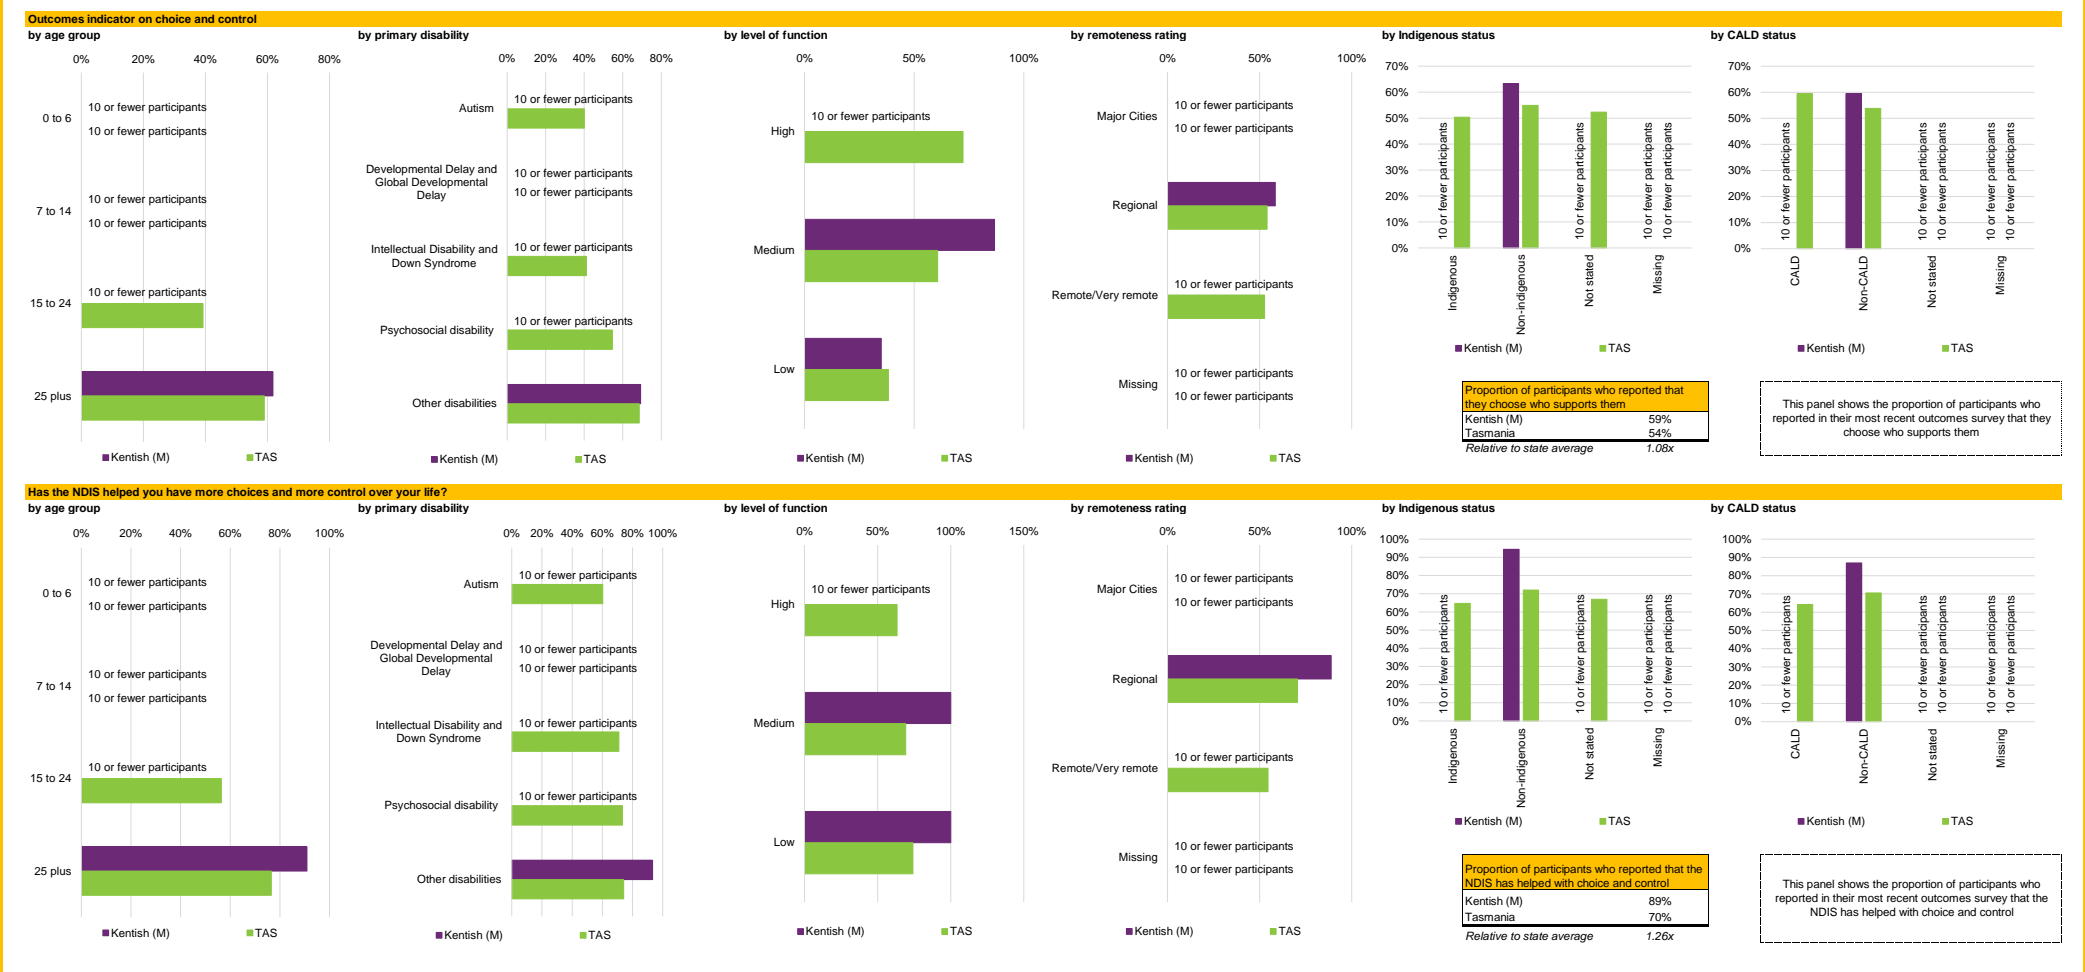 Outcomes indicator on choice and control
by age group
0% 20% 40% 60% 80%
0 to 6
10 or fewer participants
10 or fewer participants
7 to 14
10 or fewer participants
10 or fewer participants
15 to 24
10 or fewer participants
25 plus
Kentish (M) TAS
by primary disability
0% 20% 40% 60% 80%
Autism
10 or fewer participants
Developmental Delay and
Global Developmental
Delay
10 or fewer participants
10 or fewer participants
Intellectual Disability and
Down Syndrome
10 or fewer participants
Psychosocial disability
10 or fewer participants
Other disabilities
Kentish (M) TAS
by level of function
0% 50% 100%
High
10 or fewer participants
Medium
Low
Kentish (M) TAS
by remoteness rating
0% 50% 100%
Major Cities
10 or fewer participants
10 or fewer participants
Regional
Remote/Very remote
10 or fewer participants
Missing
10 or fewer participants
10 or fewer participants
Kentish (M) TAS
by Indigenous status
70%
60%
50%
40%
30%
20%
10%
0%
10 or fewer participants
10 or fewer participants
10 or fewer participants
10 or fewer participants
Indigenous
Non-indigenous
Not stated
Missing
Kentish (M) TAS
by CALD status
70%
60%
50%
40%
30%
20%
10%
0%
10 or fewer participants
10 or fewer participants
10 or fewer participants
10 or fewer participants
10 or fewer participants
CALD
Non-CALD
Not stated
Missing
Kentish (M) TAS
Proportion of participants who reported that
they choose who supports them
Kentish (M) 59%
Tasmania 54%
Relative to state average 1.08x
This panel shows the proportion of participants who
reported in their most recent outcomes survey that they
choose who supports them
Has the NDIS helped you have more choices and more control over your life?
by age group
0% 20% 40% 60% 80% 100%
0 to 6
10 or fewer participants
10 or fewer participants
7 to 14
10 or fewer participants
10 or fewer participants
15 to 24
10 or fewer participants
25 plus
Kentish (M) TAS
by primary disability
0% 20% 40% 60% 80% 100%
Autism
10 or fewer participants
Developmental Delay and
Global Developmental
Delay
10 or fewer participants
10 or fewer participants
Intellectual Disability and
Down Syndrome
10 or fewer participants
Psychosocial disability
10 or fewer participants
Other disabilities
Kentish (M) TAS
by level of function
0% 50% 100% 150%
High
10 or fewer participants
Medium
Low
Kentish (M) TAS
by remoteness rating
0% 50% 100%
Major Cities
10 or fewer participants
10 or fewer participants
Regional
Remote/Very remote
10 or fewer participants
Missing
10 or fewer participants
10 or fewer participants
Kentish (M) TAS
by Indigenous status
100%
90%
80%
70%
60%
50%
40%
30%
20%
10%
0%
10 or fewer participants
10 or fewer participants
10 or fewer participants
10 or fewer participants
Indigenous
Non-indigenous
Not stated
Missing
Kentish (M) TAS
by CALD status
100%
90%
80%
70%
60%
50%
40%
30%
20%
10%
0%
10 or fewer participants
10 or fewer participants
10 or fewer participants
10 or fewer participants
10 or fewer participants
CALD
Non-CALD
Not stated
Missing
Kentish (M) TAS
Proportion of participants who reported that the
NDIS has helped with choice and control
Kentish (M) 89%
Tasmania 70%
Relative to state average 1.26x
This panel shows the proportion of participants who
reported in their most recent outcomes survey that the
NDIS has helped with choice and control